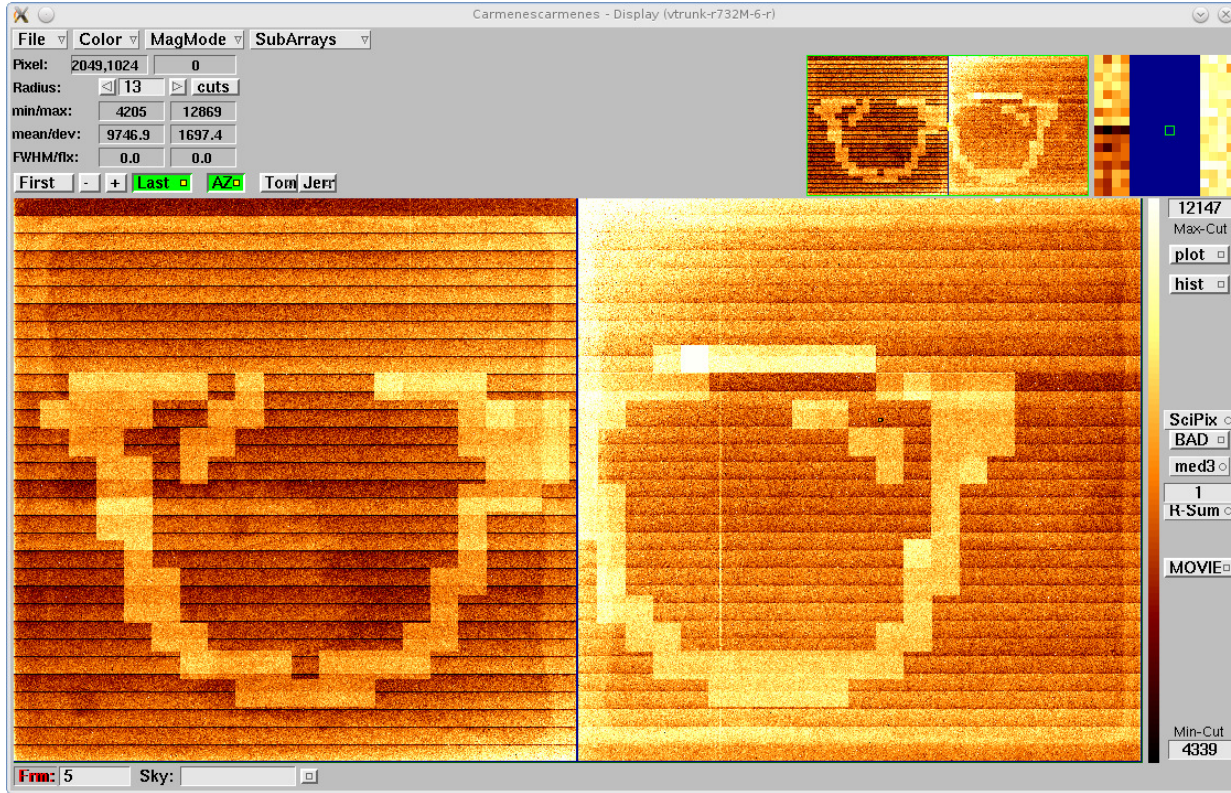 Carmenescarmenes - Display (vtrunk-r732M-6-r)
File Color MagMode SubArrays
Pixel: 2049,1024 0
Radius: 13 cuts
min/max: 4205 12869
mean/dev: 9746.9 1697.4
FWHM/flx: 0.0 0.0
First - + Last AZ Tom Jerr
12147
Max-Cut
plot
hist
SciPix
BAD
med3
1
R-Sum
MOVIE
Min-Cut
4339
Frm: 5 Sky: